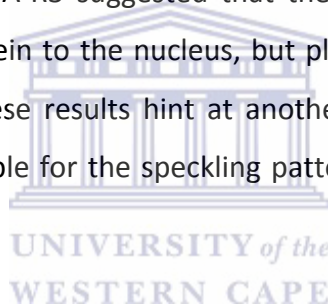 suggested that the
ein to the nucleus, but pl
ese results hint at anothe
ble for the speckling patte
UNIVERSITY of the
WESTERN CAPE